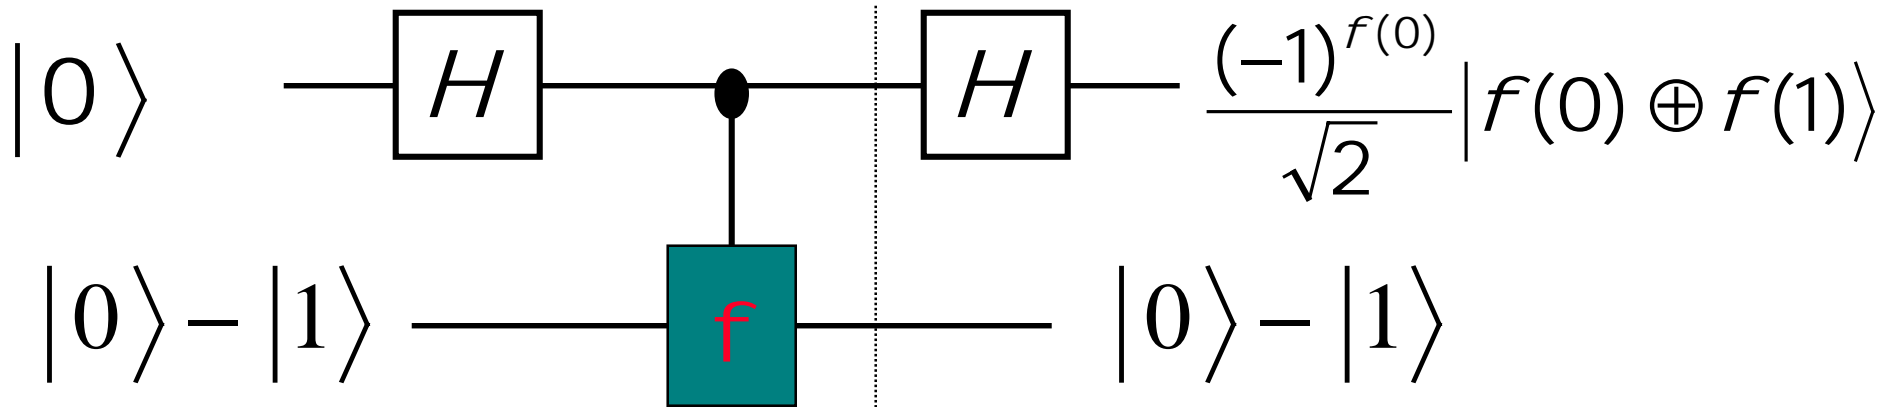 |0⟩ H H (−1)^f(0)/√2 |f(0) ⊕ f(1)⟩
|0⟩ − |1⟩ f |0⟩ − |1⟩